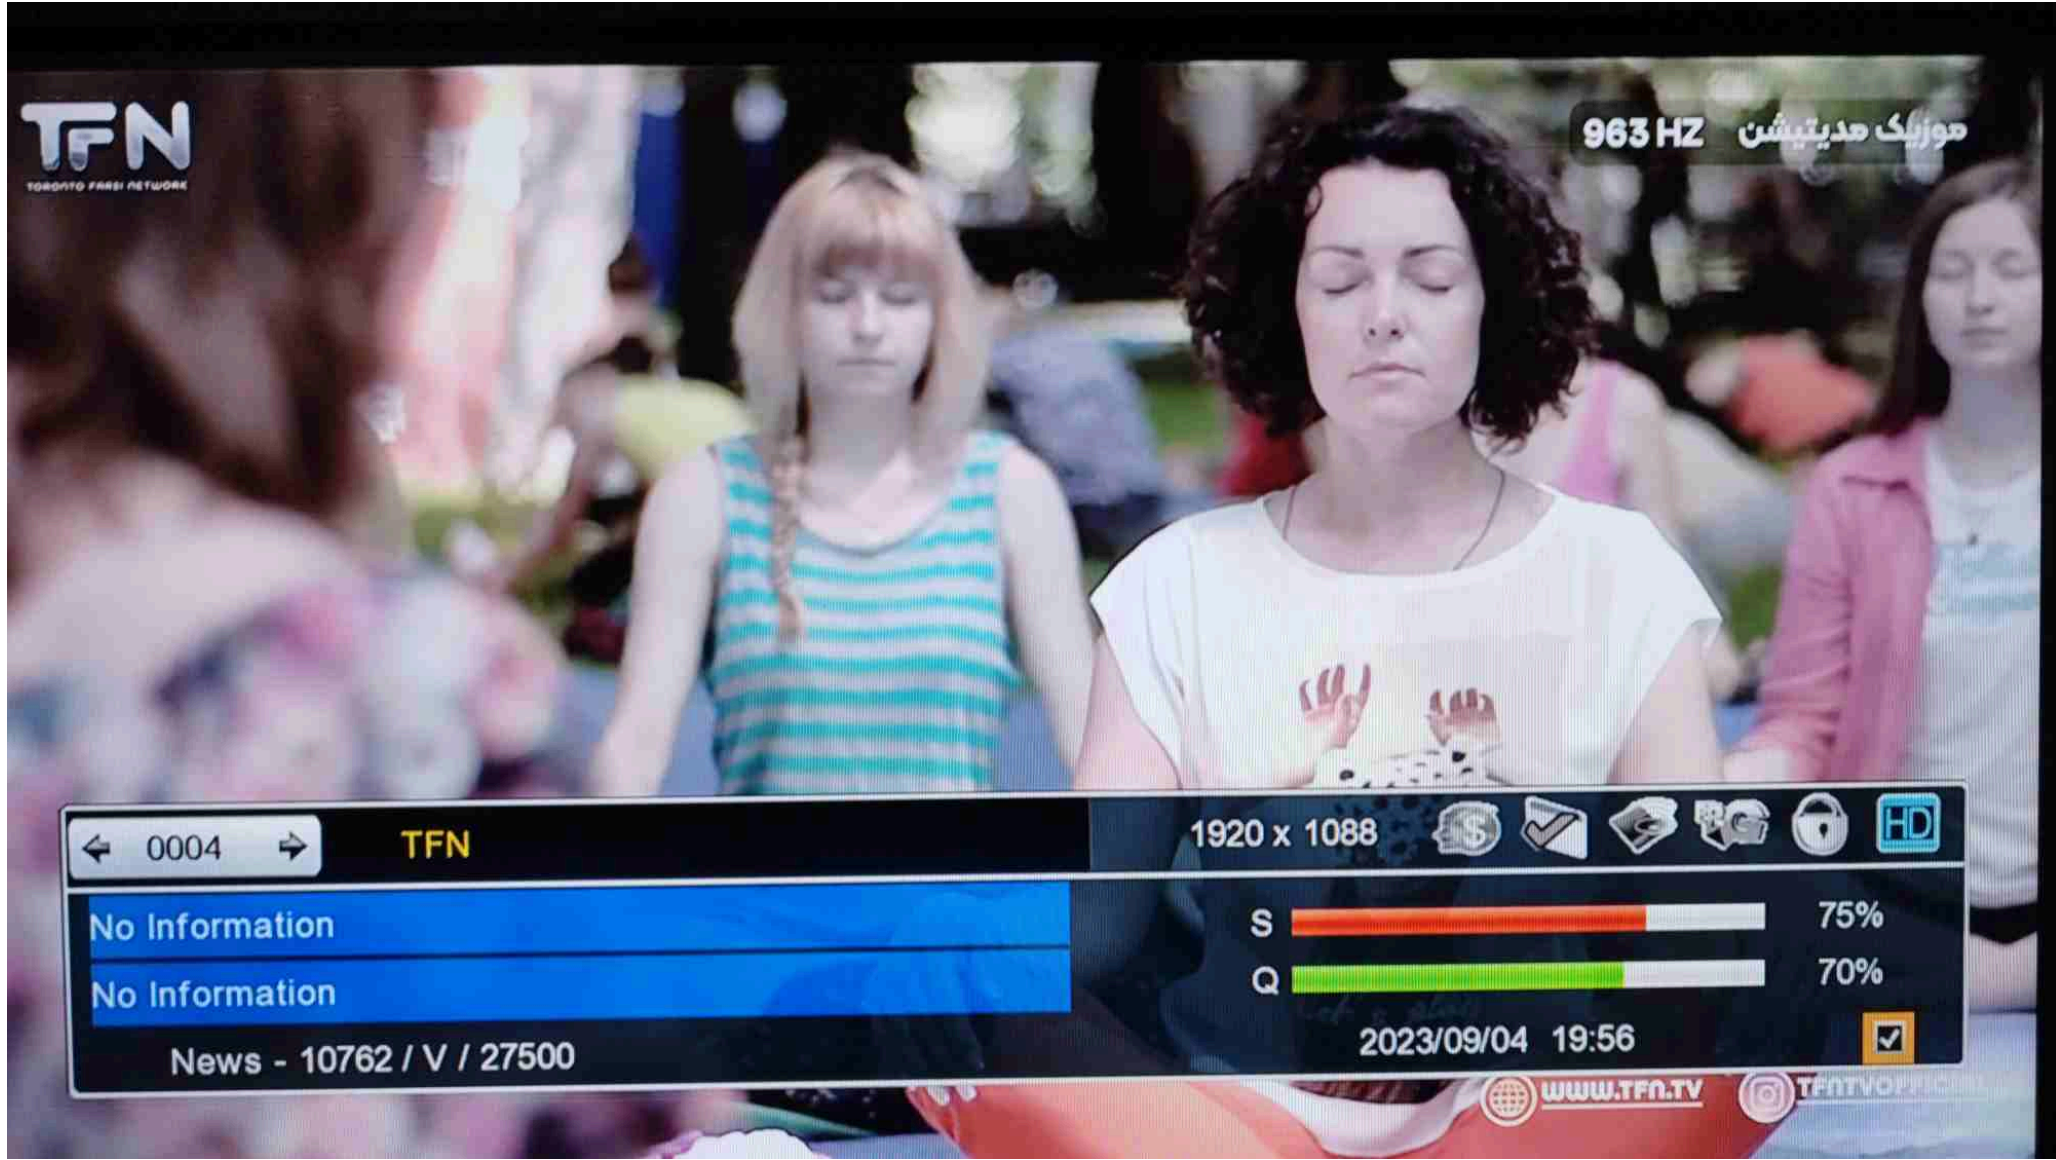 TFN
TORONTO FARSI NETWORK
963 HZ موزیک مدیتیشن
0004
TFN
1920 x 1088
HD
No Information
No Information
S 75%
Q 70%
News - 10762 / V / 27500
2023/09/04 19:56
WWW.TFN.TV